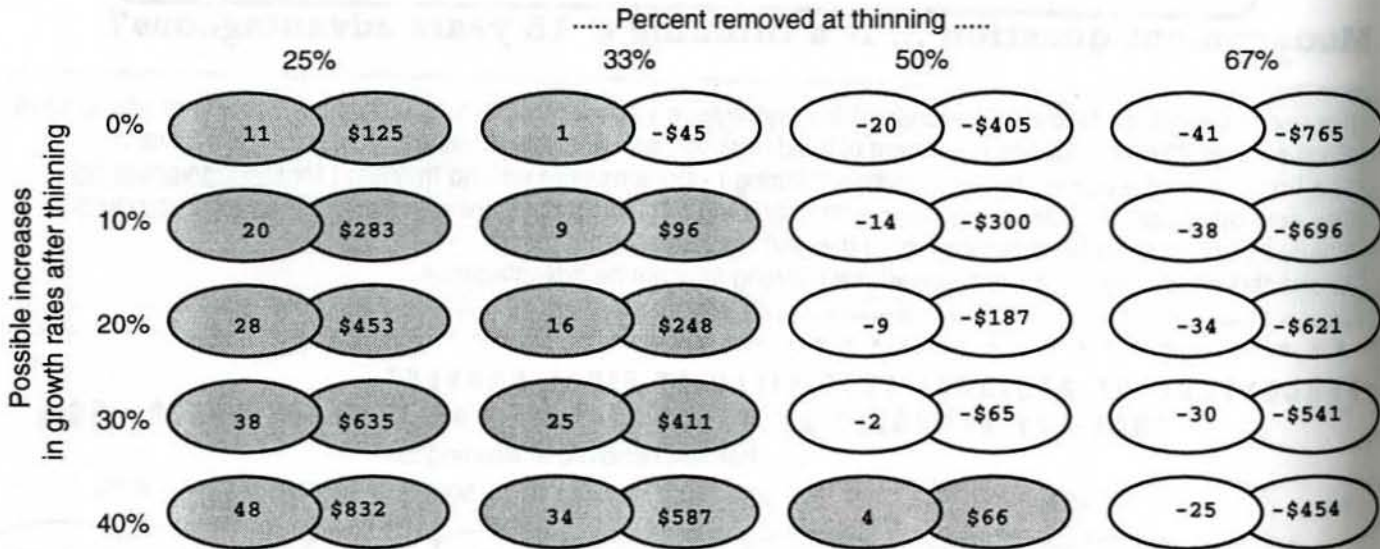 ..... Percent removed at thinning .....
25% 33% 50% 67%
Possible increases
in growth rates after thinning
0% 11 $125 1 -$45 -20 -$405 -41 -$765
10% 20 $283 9 $96 -14 -$300 -38 -$696
20% 28 $453 16 $248 -9 -$187 -34 -$621
30% 38 $635 25 $411 -2 -$65 -30 -$541
40% 48 $832 34 $587 4 $66 -25 -$454